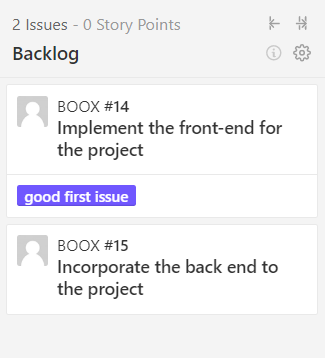 2 Issues - 0 Story Points
Backlog
BOOX #14
Implement the front-end for
the project
good first issue
BOOX #15
Incorporate the back end to
the project